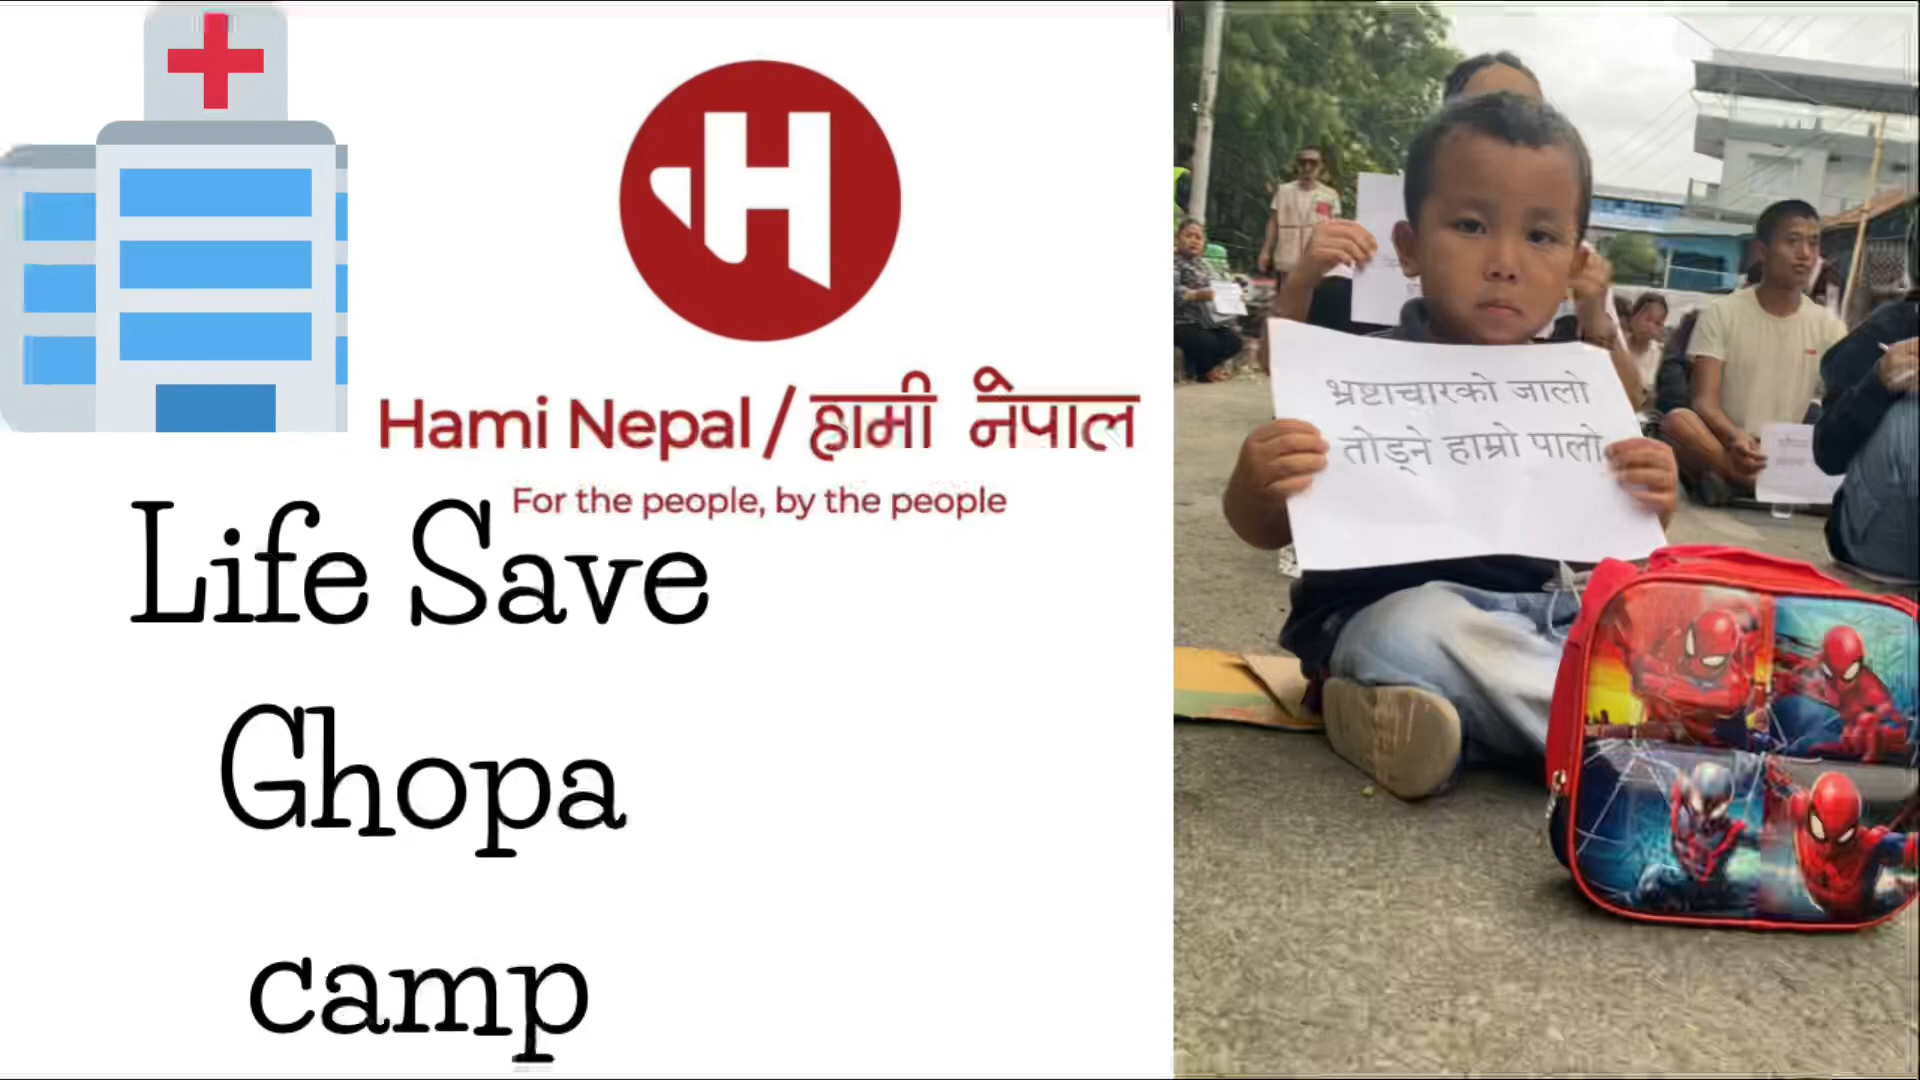 Hami Nepal / हामी नेपाल
For the people, by the people
Life Save
Ghopa
camp
भ्रष्टाचारको जालो
तोड्ने हाम्रो पालो